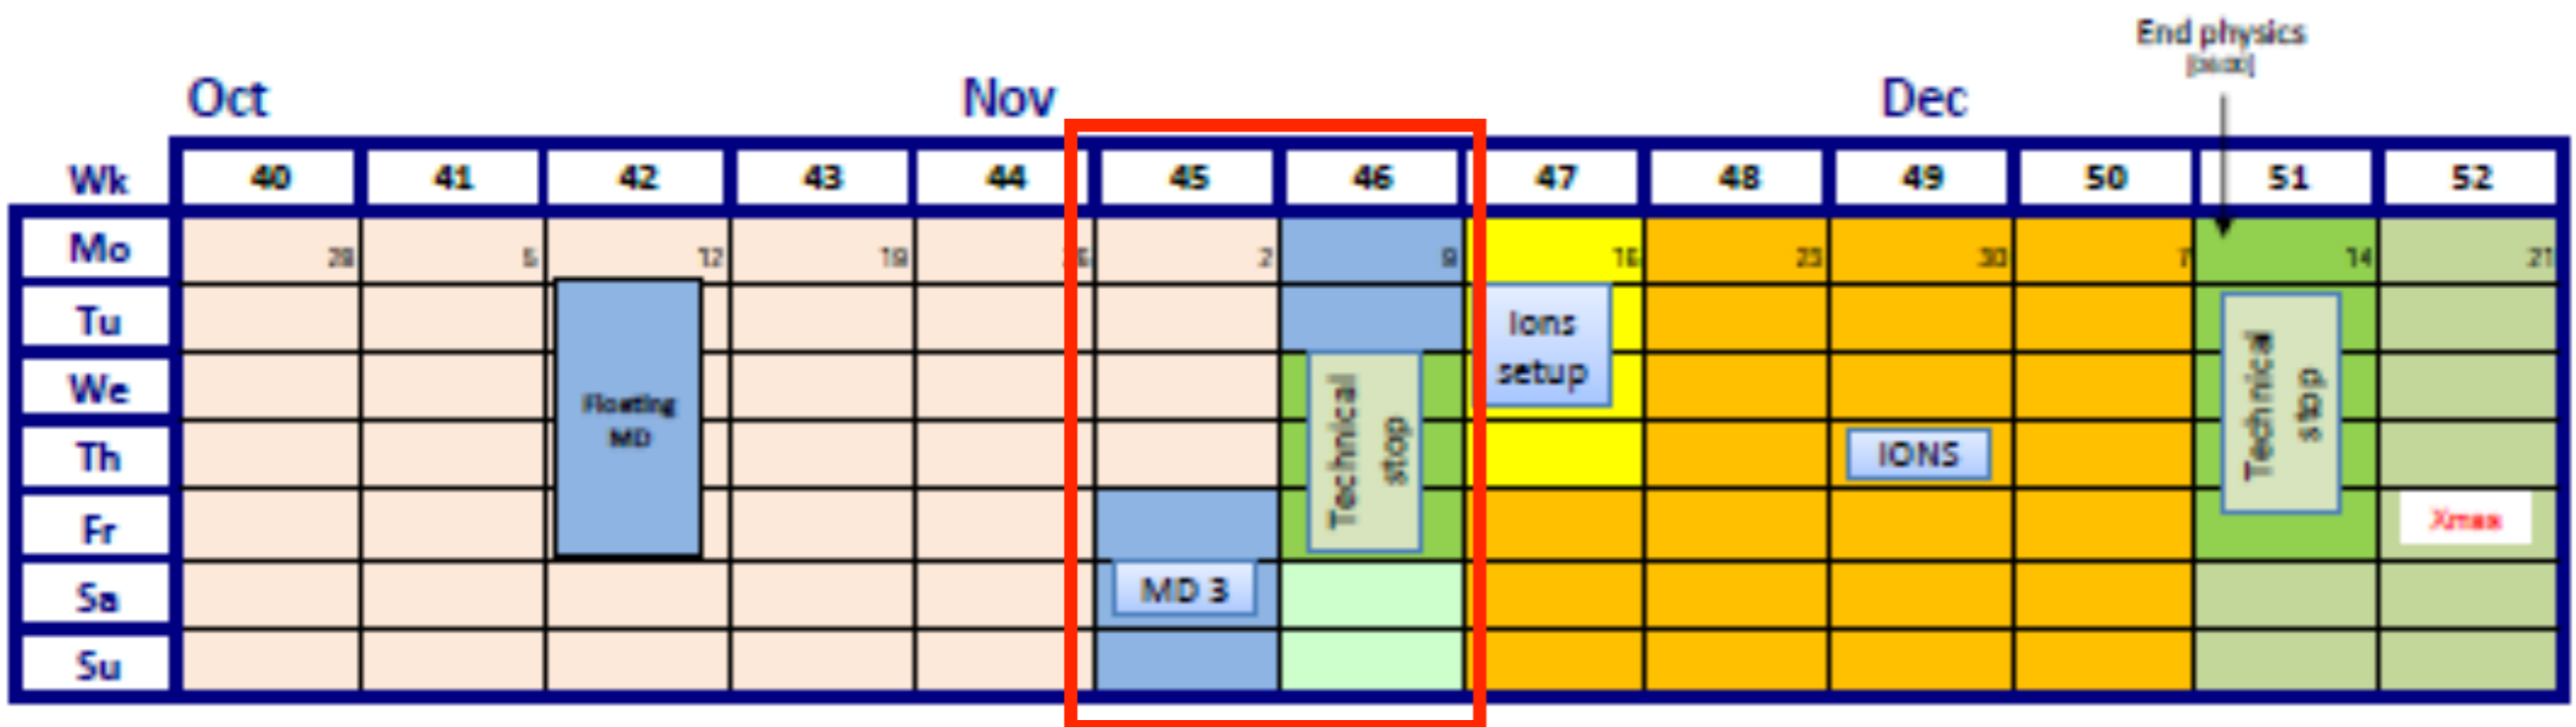 End physics
Oct Nov Dec
Wk 40 41 42 43 44 45 46 47 48 49 50 51 52
Mo 28 5 12 19 26 2 9 16 23 30 7 14 21
Tu
We
Th
Fr
Sa
Su
Floating
MD
MD 3
Technical
stop
Ions
setup
IONS
Technical
stop
Xmas